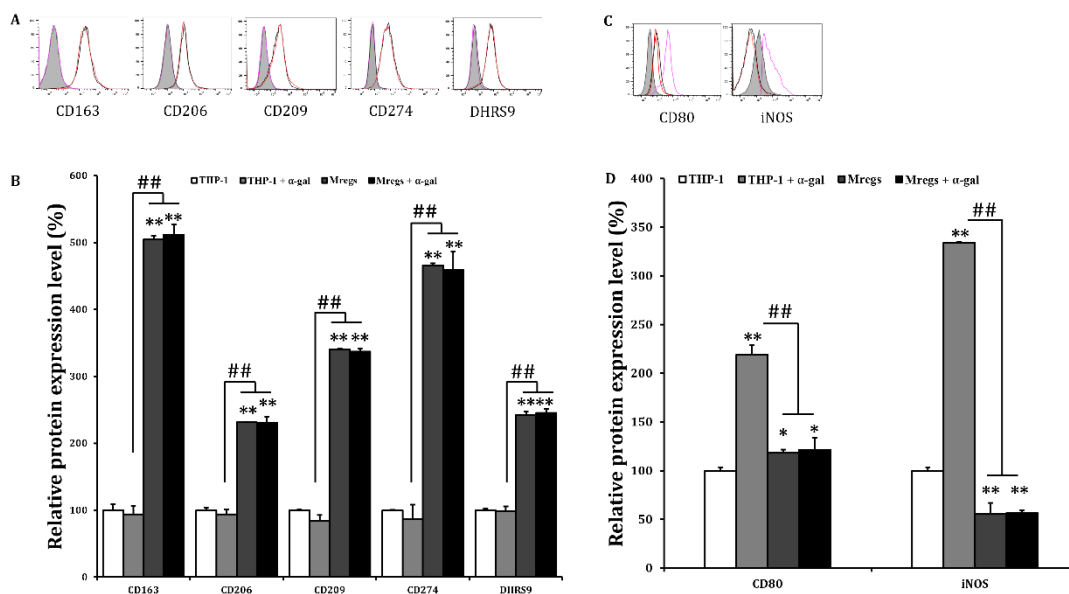 A
CD163 CD206 CD209 CD274 DHRS9
C
CD80 iNOS
B
THP-1 THP-1 + α-gal Mregs Mregs + α-gal
Relative protein expression level (%)
600
500
400
300
200
100
0
##
** **
##
** **
##
** **
##
** **
##
** **
CD163 CD206 CD209 CD274 DHRS9
D
THP-1 THP-1 + α-gal Mregs Mregs + α-gal
Relative protein expression level (%)
400
350
300
250
200
150
100
50
0
**
##
* *
**
##
** **
CD80 iNOS